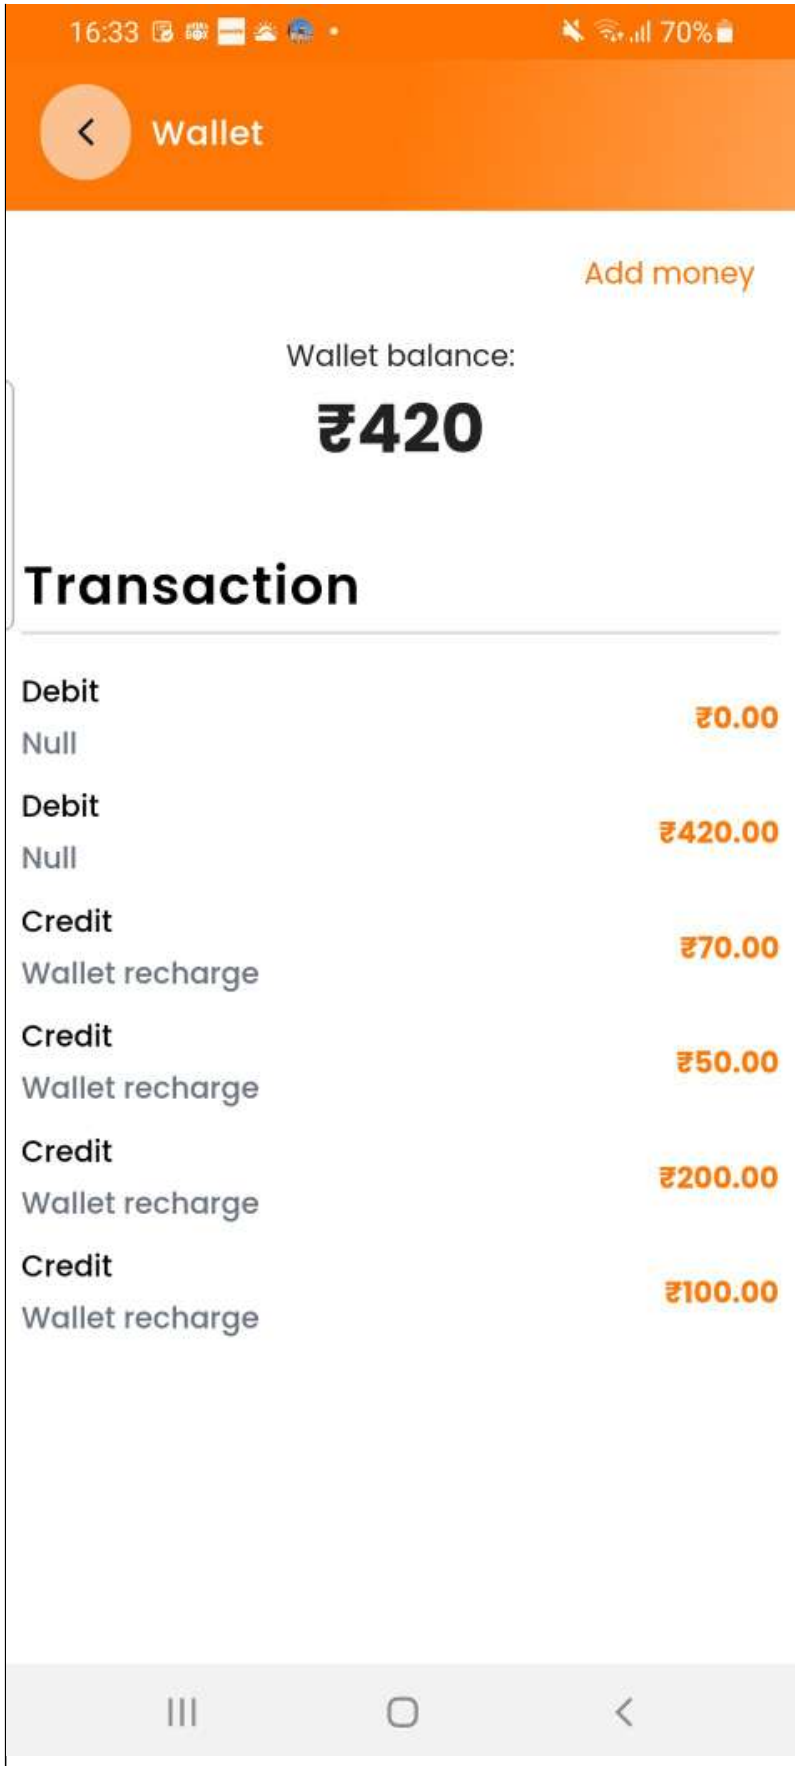 16:33
70%
Wallet
Add money
Wallet balance:
₹420
Transaction
Debit
₹0.00
Null
Debit
₹420.00
Null
Credit
₹70.00
Wallet recharge
Credit
₹50.00
Wallet recharge
Credit
₹200.00
Wallet recharge
Credit
₹100.00
Wallet recharge